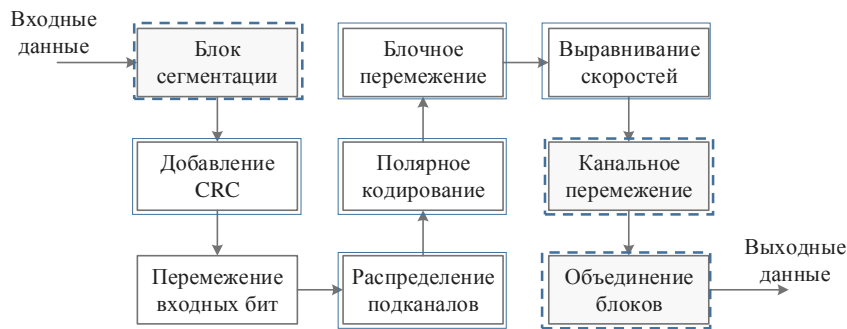 Входные
данные
Блок
сегментации
Добавление
CRC
Перемежение
входных бит
Распределение
подканалов
Полярное
кодирование
Блочное
перемежение
Выравнивание
скоростей
Канальное
перемежение
Объединение
блоков
Выходные
данные